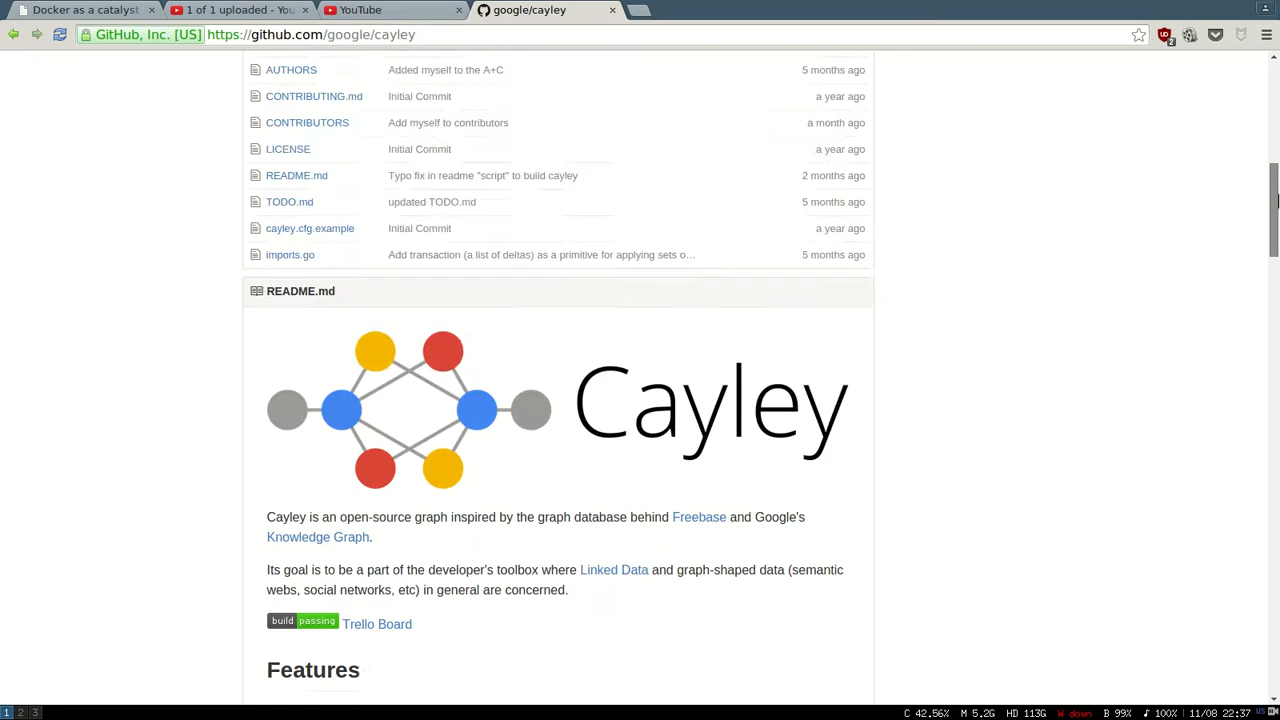 Docker as a catalyst
1 of 1 uploaded - You
YouTube
google/cayley
GitHub, Inc. [US] https://github.com/google/cayley
2
AUTHORS Added myself to the A+C 5 months ago
CONTRIBUTING.md Initial Commit a year ago
CONTRIBUTORS Add myself to contributors a month ago
LICENSE Initial Commit a year ago
README.md Typo fix in readme "script" to build cayley 2 months ago
TODO.md updated TODO.md 5 months ago
cayley.cfg.example Initial Commit a year ago
imports.go Add transaction (a list of deltas) as a primitive for applying sets o… 5 months ago
README.md
Cayley
Cayley is an open-source graph inspired by the graph database behind Freebase and Google's
Knowledge Graph.
Its goal is to be a part of the developer's toolbox where Linked Data and graph-shaped data (semantic
webs, social networks, etc) in general are concerned.
build passing Trello Board
Features
1 2 3 C 42.56% M 5.2G HD 113G W down B 99% 100% 11/08 22:37 us